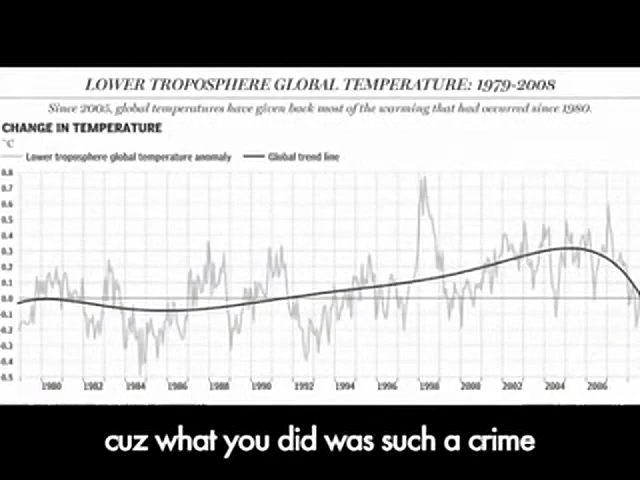 LOWER TROPOSPHERE GLOBAL TEMPERATURE: 1979-2008
Since 2005, global temperatures have given back most of the warming that had occurred since 1980.
CHANGE IN TEMPERATURE
°C
Lower troposphere global temperature anomaly Global trend line
0.8
0.7
0.6
0.5
0.4
0.3
0.2
0.1
0.0
0.1
0.2
0.3
0.4
0.5
1980 1982 1984 1986 1988 1990 1992 1994 1996 1998 2000 2002 2004 2006
cuz what you did was such a crime